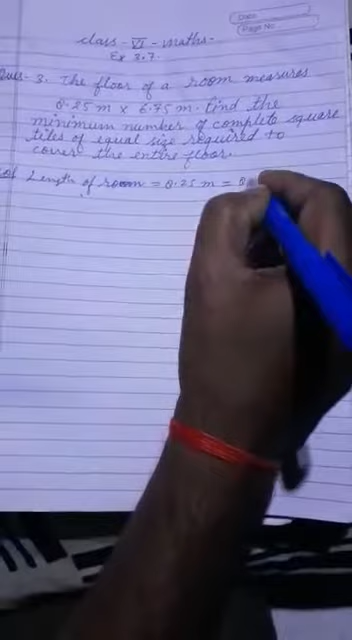 Date:
Page No:
class - VI - maths -
Ex 3.7.
Ques-3. The floor of a room measures
8.25 m x 6.75 m. find the
minimum number of complete square
tiles of equal size required to
cover the entire floor.
Sol Length of room = 8.25 m = 8